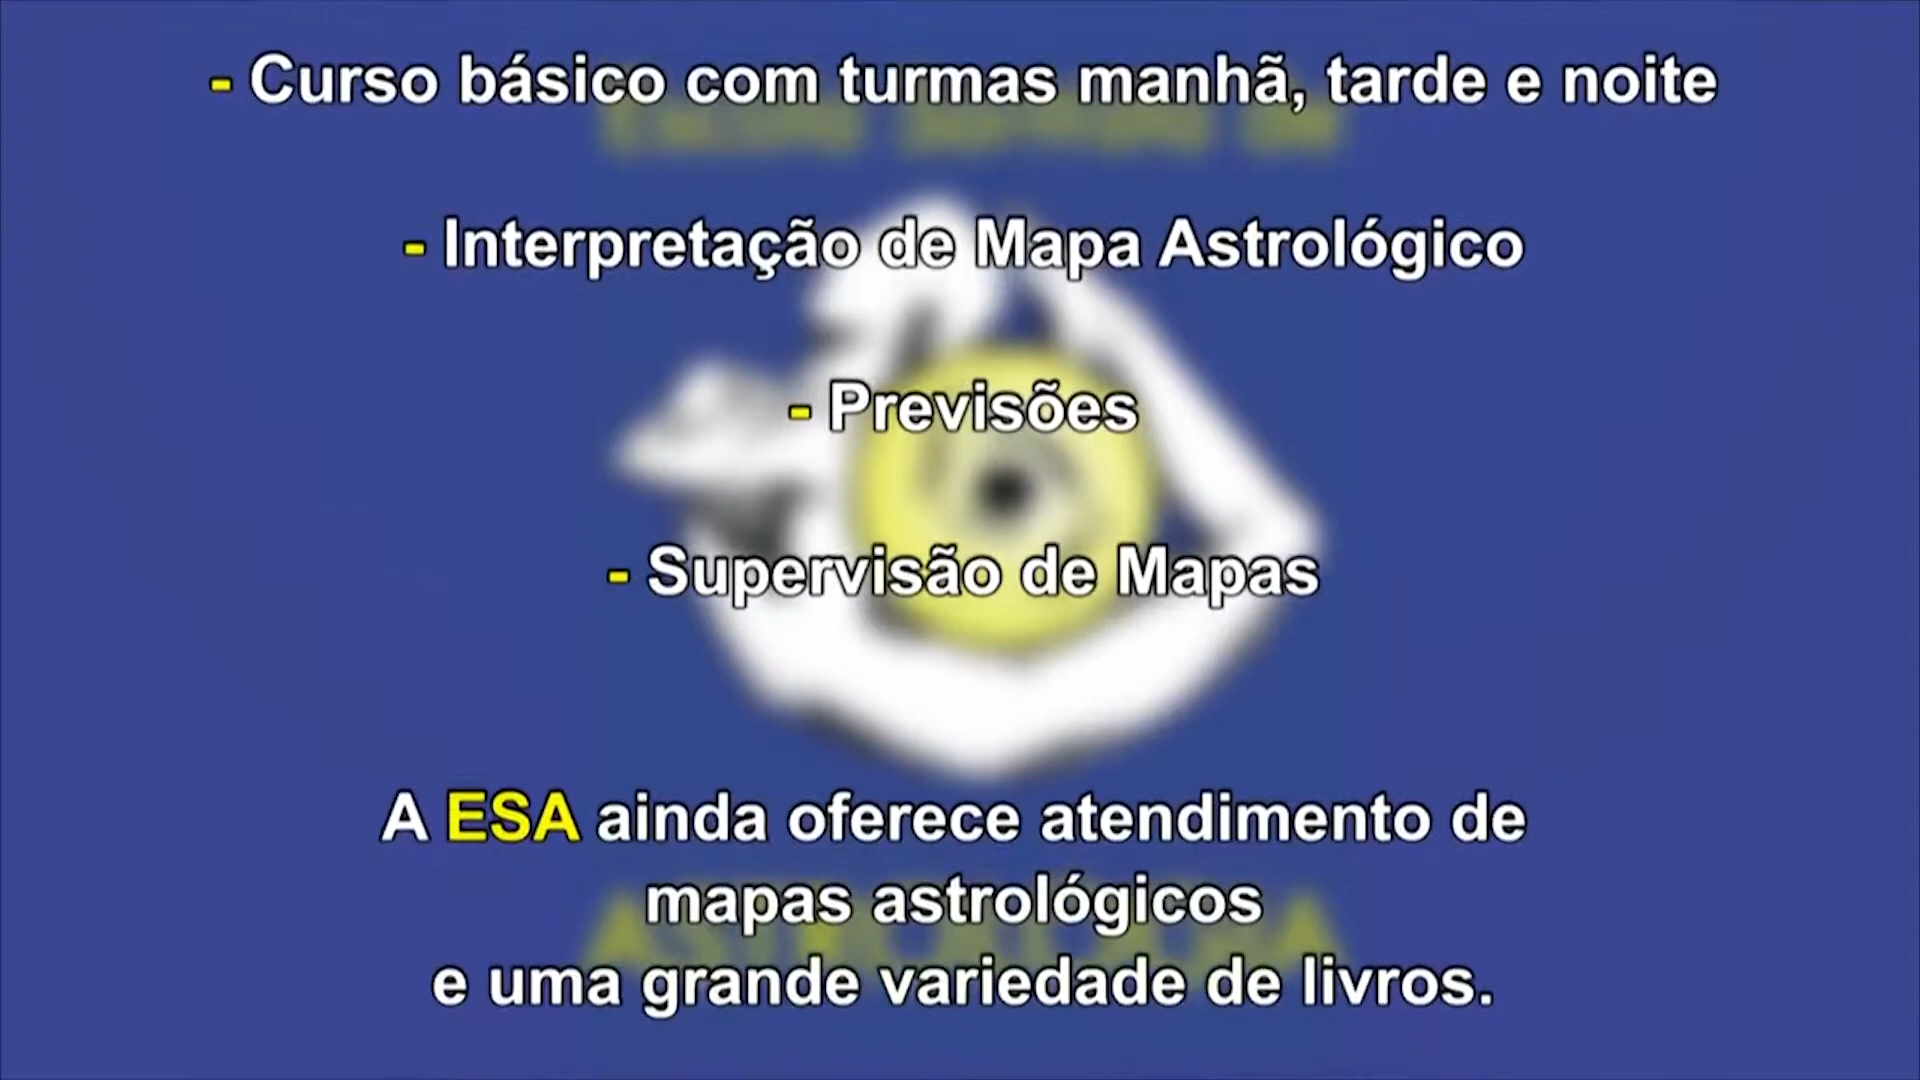 - Curso básico com turmas manhã, tarde e noite
- Interpretação de Mapa Astrológico
- Previsões
- Supervisão de Mapas
A ESA ainda oferece atendimento de
mapas astrológicos
e uma grande variedade de livros.